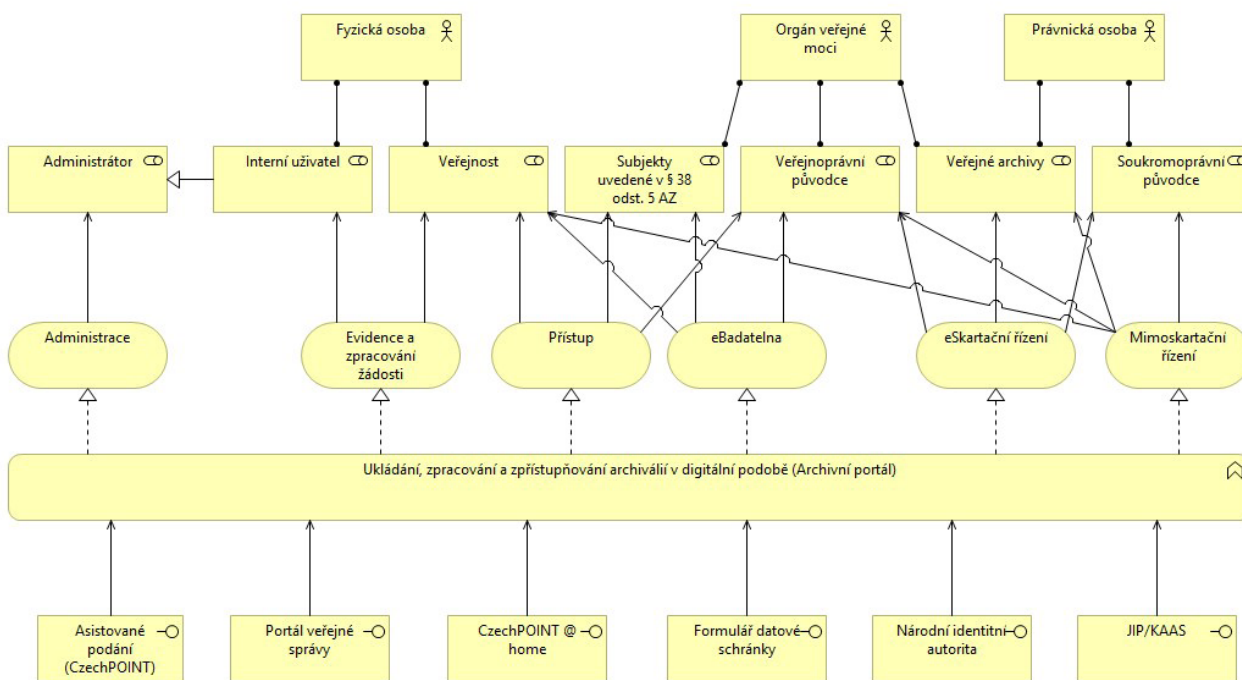 Fyzická osoba
Orgán veřejné
moci
Právnická osoba
Administrátor
Interní uživatel
Veřejnost
Subjekty
uvedené v § 38
odst. 5 AZ
Veřejnoprávní
původce
Veřejné archivy
Soukromoprávní
původce
Administrace
Evidence a
zpracování
žádosti
Přístup
eBadatelna
eSkartační řízení
Mimoskartační
řízení
Ukládání, zpracování a zpřístupňování archiválií v digitální podobě (Archivní portál)
Asistované
podání
(CzechPOINT)
Portál veřejné
správy
CzechPOINT @
home
Formulář datové
schránky
Národní identitní
autorita
JIP/KAAS